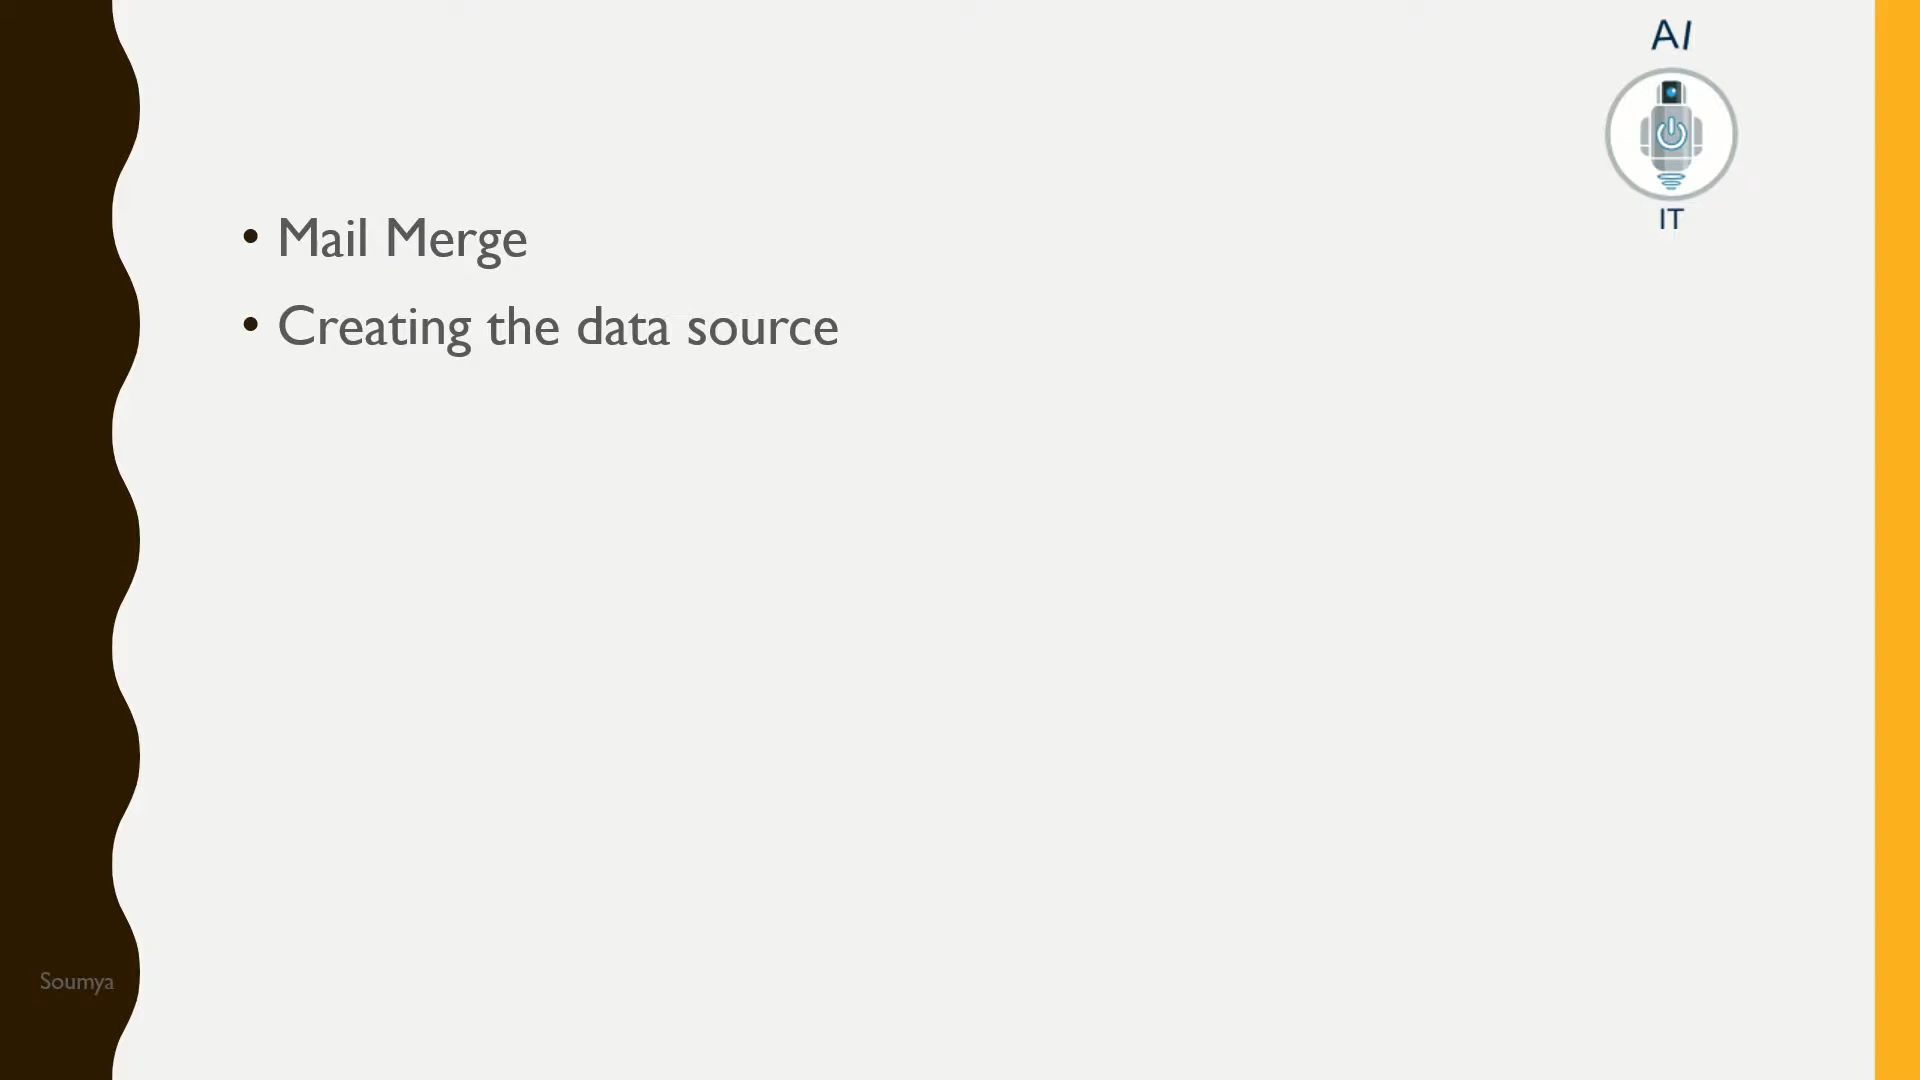 AI
IT
• Mail Merge
• Creating the data source
Soumya